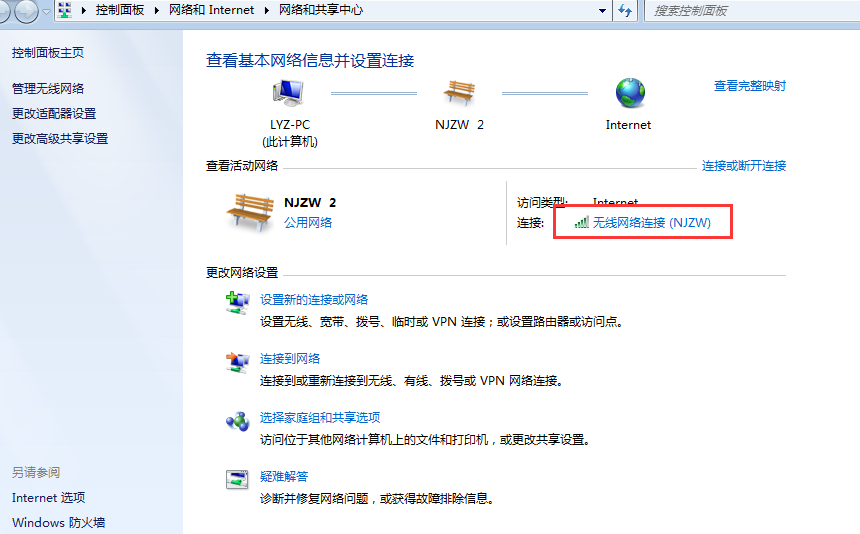 控制面板 ▸ 网络和 Internet ▸ 网络和共享中心
搜索控制面板
控制面板主页
管理无线网络
更改适配器设置
更改高级共享设置
另请参阅
Internet 选项
Windows 防火墙
查看基本网络信息并设置连接
查看完整映射
LYZ-PC
(此计算机)
NJZW 2
Internet
查看活动网络
连接或断开连接
NJZW 2
公用网络
访问类型: Internet
连接: 无线网络连接 (NJZW)
更改网络设置
设置新的连接或网络
设置无线、宽带、拨号、临时或 VPN 连接；或设置路由器或访问点。
连接到网络
连接到或重新连接到无线、有线、拨号或 VPN 网络连接。
选择家庭组和共享选项
访问位于其他网络计算机上的文件和打印机，或更改共享设置。
疑难解答
诊断并修复网络问题，或获得故障排除信息。